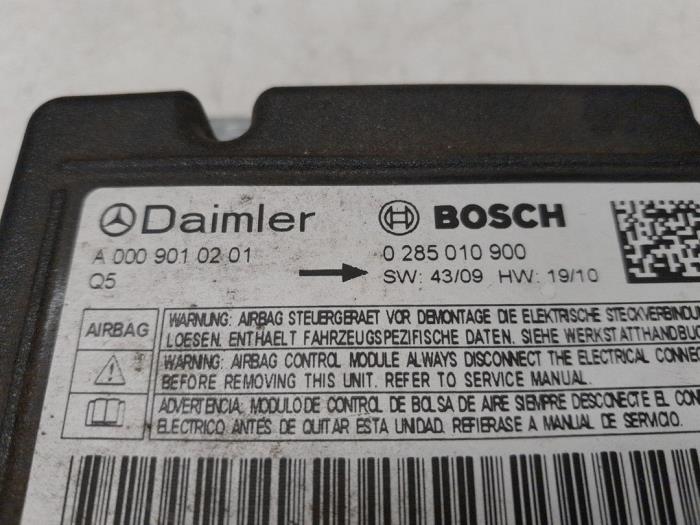 Daimler BOSCH
A 000 901 02 01 0 285 010 900
Q5 SW: 43/09 HW: 19/10
AIRBAG
WARNUNG: AIRBAG STEUERGERAET VOR DEMONTAGE DIE ELEKTRISCHE STECKVERBINDUN
LOESEN. ENTHAELT FAHRZEUGSPEZIFISCHE DATEN. SIEHE WERKSTATTHANDBU
WARNING: AIRBAG CONTROL MODULE ALWAYS DISCONNECT THE ELECTRICAL CONNE
BEFORE REMOVING THIS UNIT. REFER TO SERVICE MANUAL.
ADVERTENCIA: MODULO DE CONTROL DE BOLSA DE AIRE SIEMPRE DESCONECTE EL CON
ELECTRICO ANTES DE QUITAR ESTA UNIDAD. REFIERASE A MANUAL DE SERVICIO.